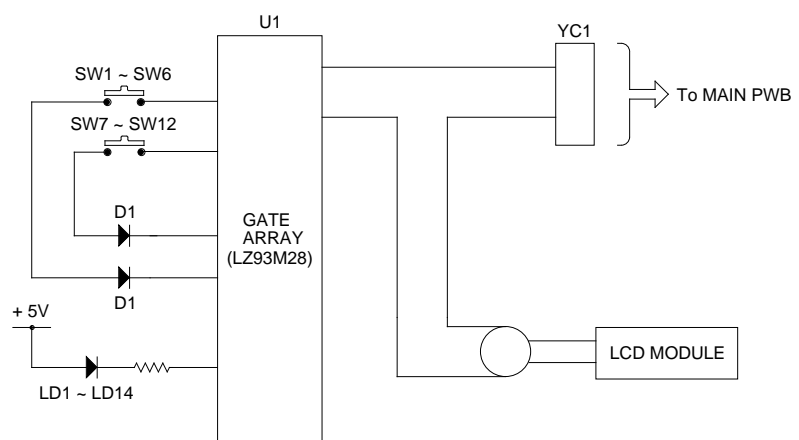 U1
YC1
SW1 ~ SW6
To MAIN PWB
SW7 ~ SW12
D1
GATE
ARRAY
(LZ93M28)
D1
+ 5V
LCD MODULE
LD1 ~ LD14